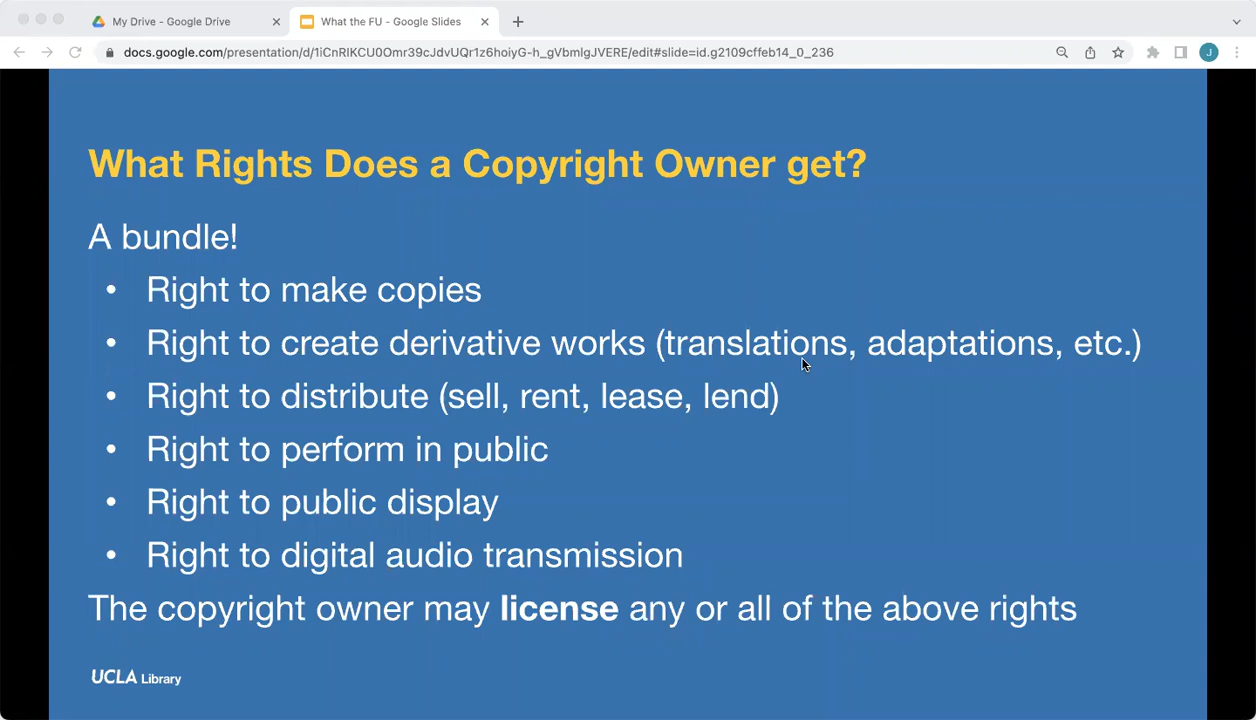 My Drive - Google Drive
What the FU - Google Slides
docs.google.com/presentation/d/1iCnRIKCU0Omr39cJdvUQr1z6hoiyG-h_gVbmlgJVERE/edit#slide=id.g2109cffeb14_0_236
J
What Rights Does a Copyright Owner get?
A bundle!
• Right to make copies
• Right to create derivative works (translations, adaptations, etc.)
• Right to distribute (sell, rent, lease, lend)
• Right to perform in public
• Right to public display
• Right to digital audio transmission
The copyright owner may license any or all of the above rights
UCLA Library